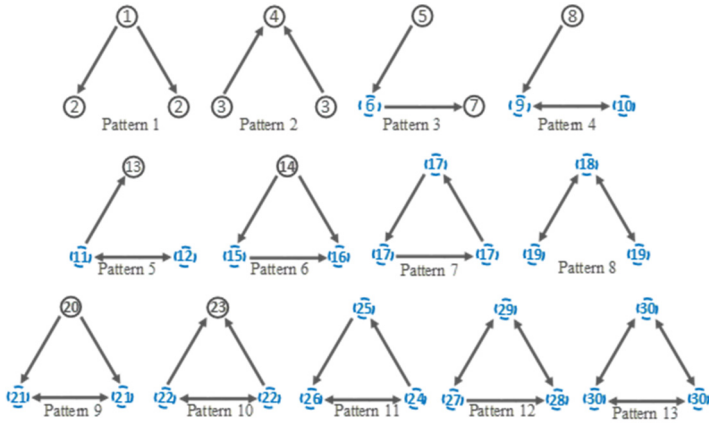 1 4 5 8
2 2 3 3 6 7 9 10
Pattern 1 Pattern 2 Pattern 3 Pattern 4
13 14 17 18
11 12 15 16 17 17 19 19
Pattern 5 Pattern 6 Pattern 7 Pattern 8
20 23 25 29 30
21 21 22 22 26 24 27 28 30 30
Pattern 9 Pattern 10 Pattern 11 Pattern 12 Pattern 13